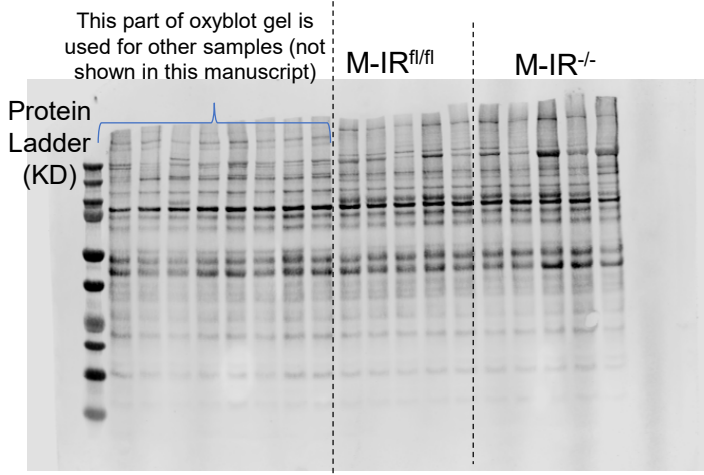 This part of oxyblot gel is
used for other samples (not
shown in this manuscript)
M-IRfl/fl
M-IR-/-
Protein
Ladder
(KD)